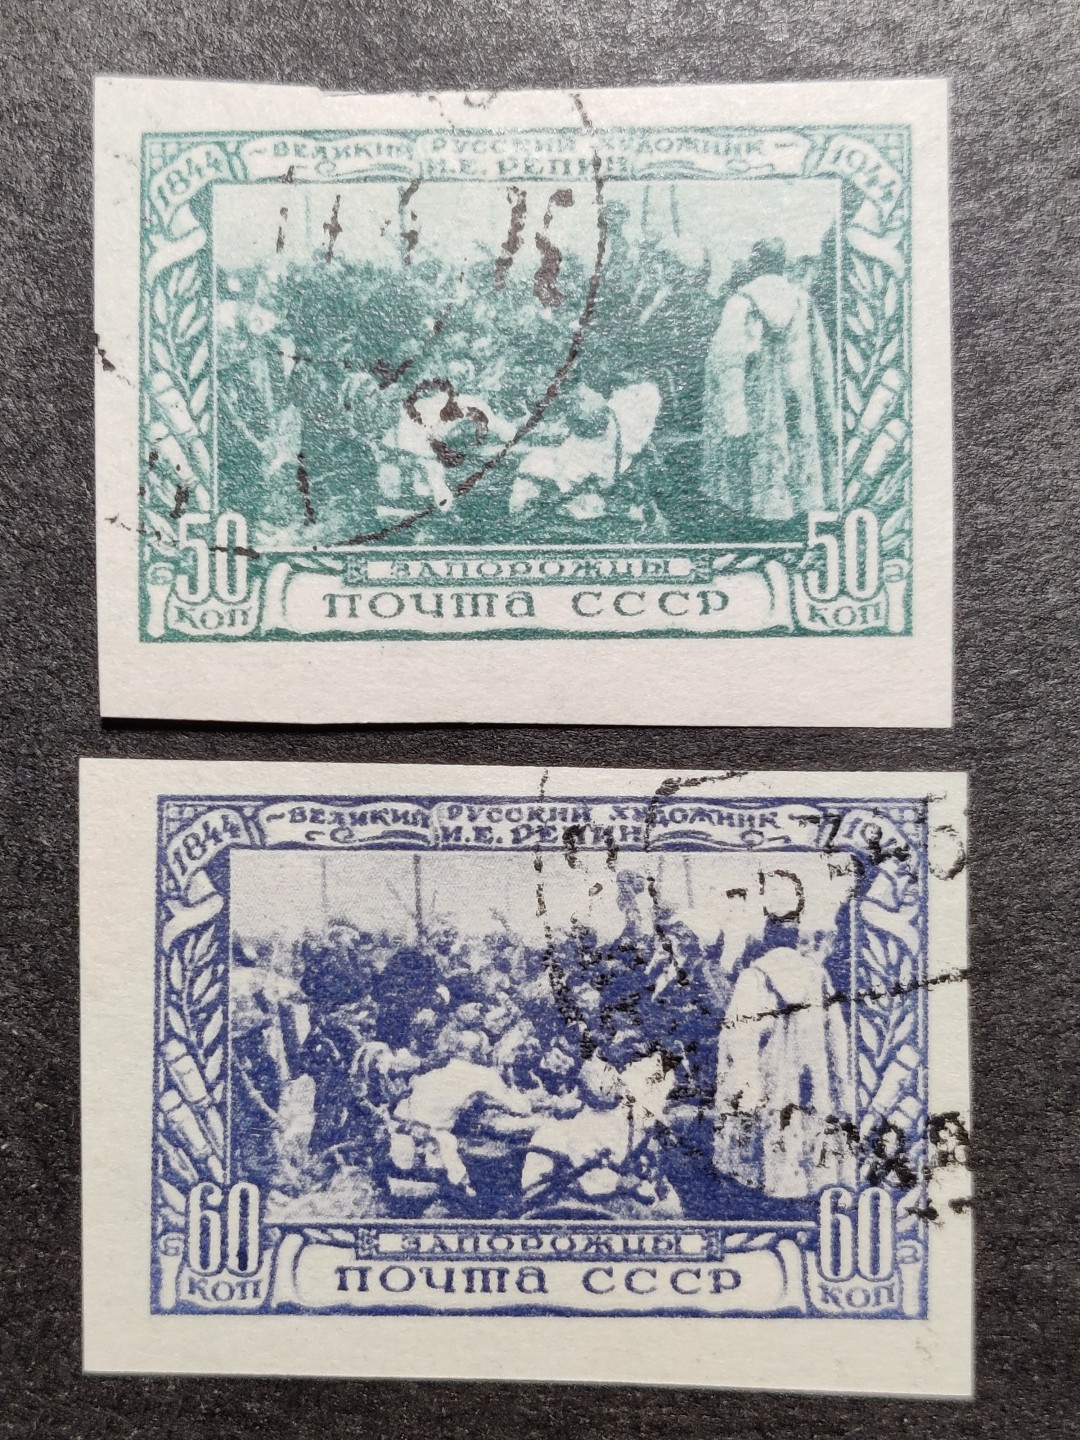 1844 ВЕЛИКИЙ РУССКИЙ ХУДОЖНИК 1944
И.Е. РЕПИН
50 КОП 50 КОП
ЗАПОРОЖЦЫ
ПОЧТА СССР
1844 ВЕЛИКИЙ РУССКИЙ ХУДОЖНИК
И.Е. РЕПИН
60 КОП 60 КОП
ЗАПОРОЖЦЫ
ПОЧТА СССР